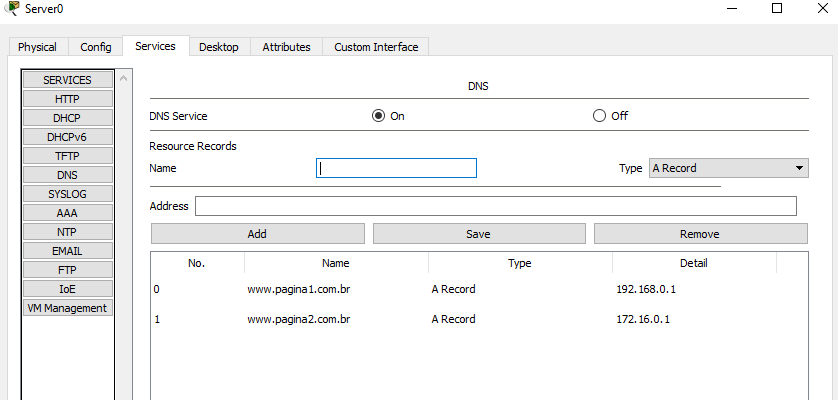 Server0
Physical Config Services Desktop Attributes Custom Interface
SERVICES
HTTP
DHCP
DHCPv6
TFTP
DNS
SYSLOG
AAA
NTP
EMAIL
FTP
IoE
VM Management
DNS
DNS Service On Off
Resource Records
Name Type A Record
Address
Add Save Remove
No. Name Type Detail
0 www.pagina1.com.br A Record 192.168.0.1
1 www.pagina2.com.br A Record 172.16.0.1